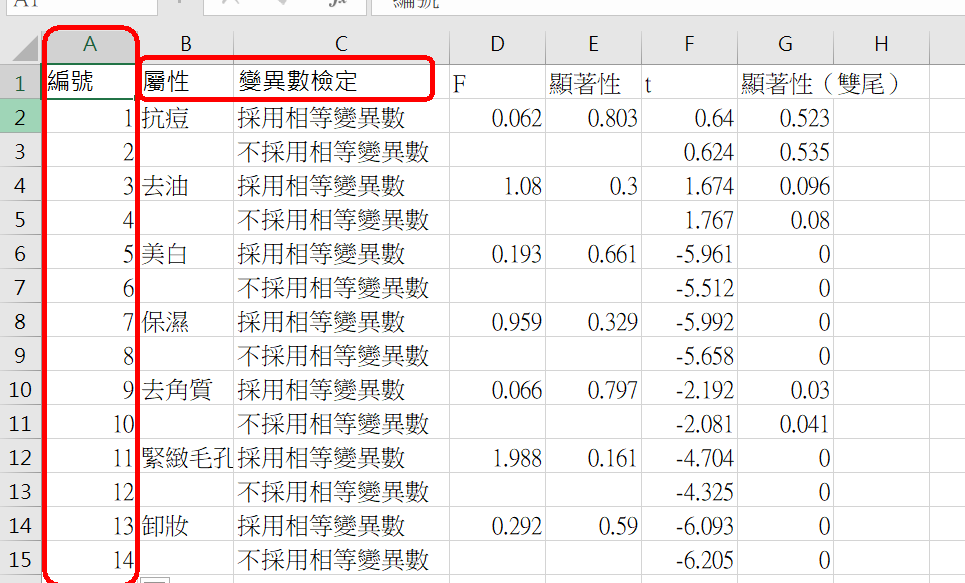 A1 fx 編號
A B C D E F G H
1 編號 屬性 變異數檢定 F 顯著性 t 顯著性（雙尾）
2 1 抗痘 採用相等變異數 0.062 0.803 0.64 0.523
3 2 不採用相等變異數 0.624 0.535
4 3 去油 採用相等變異數 1.08 0.3 1.674 0.096
5 4 不採用相等變異數 1.767 0.08
6 5 美白 採用相等變異數 0.193 0.661 -5.961 0
7 6 不採用相等變異數 -5.512 0
8 7 保濕 採用相等變異數 0.959 0.329 -5.992 0
9 8 不採用相等變異數 -5.658 0
10 9 去角質 採用相等變異數 0.066 0.797 -2.192 0.03
11 10 不採用相等變異數 -2.081 0.041
12 11 緊緻毛孔 採用相等變異數 1.988 0.161 -4.704 0
13 12 不採用相等變異數 -4.325 0
14 13 卸妝 採用相等變異數 0.292 0.59 -6.093 0
15 14 不採用相等變異數 -6.205 0